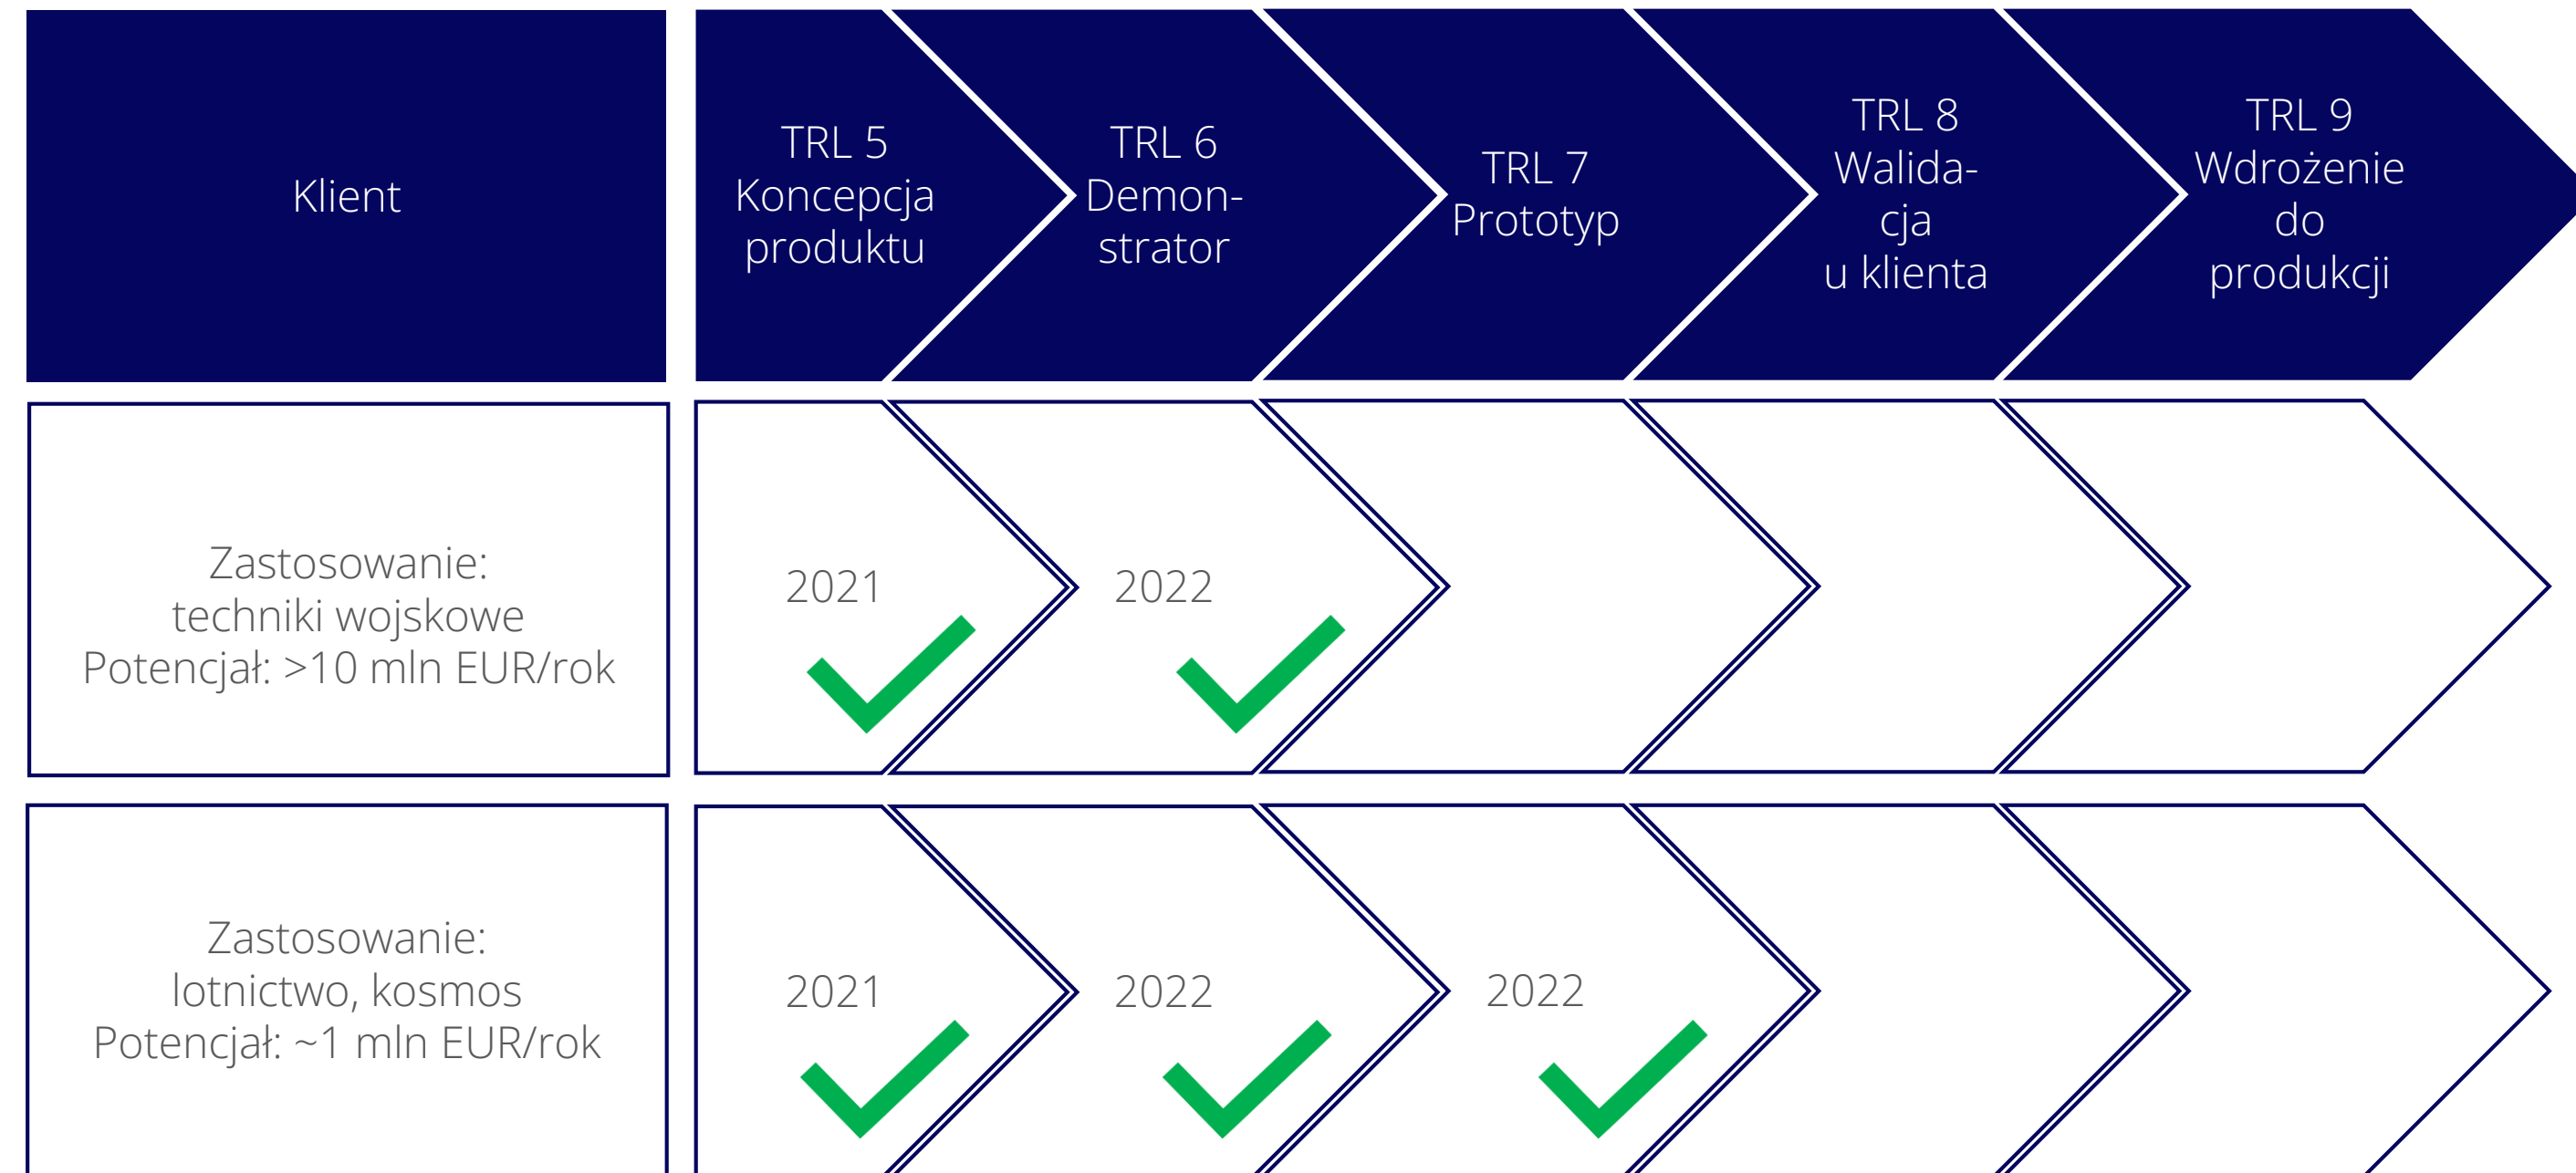 Klient
TRL 5
Koncepcja
produktu
TRL 6
Demon-
strator
TRL 7
Prototyp
TRL 8
Walida-
cja
u klienta
TRL 9
Wdrożenie
do
produkcji
Zastosowanie:
techniki wojskowe
Potencjał: >10 mln EUR/rok
2021
2022
Zastosowanie:
lotnictwo, kosmos
Potencjał: ~1 mln EUR/rok
2021
2022
2022